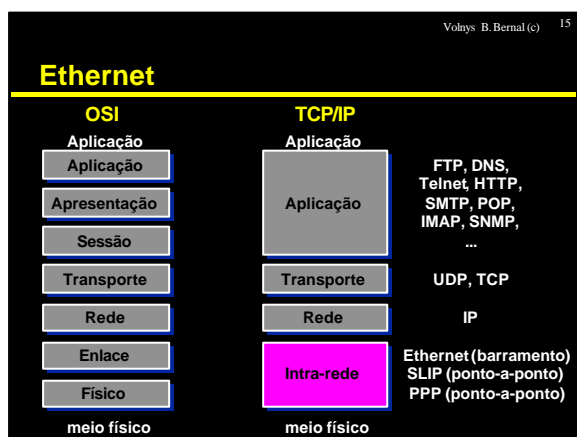 Volnys B.Bernal (c) 15
Ethernet
OSI TCP/IP
Aplicação Aplicação
Aplicação
Apresentação
Sessão
Aplicação
FTP, DNS,
Telnet, HTTP,
SMTP, POP,
IMAP, SNMP,
...
Transporte Transporte UDP, TCP
Rede Rede IP
Enlace
Físico
Intra-rede
Ethernet (barramento)
SLIP (ponto-a-ponto)
PPP (ponto-a-ponto)
meio físico meio físico